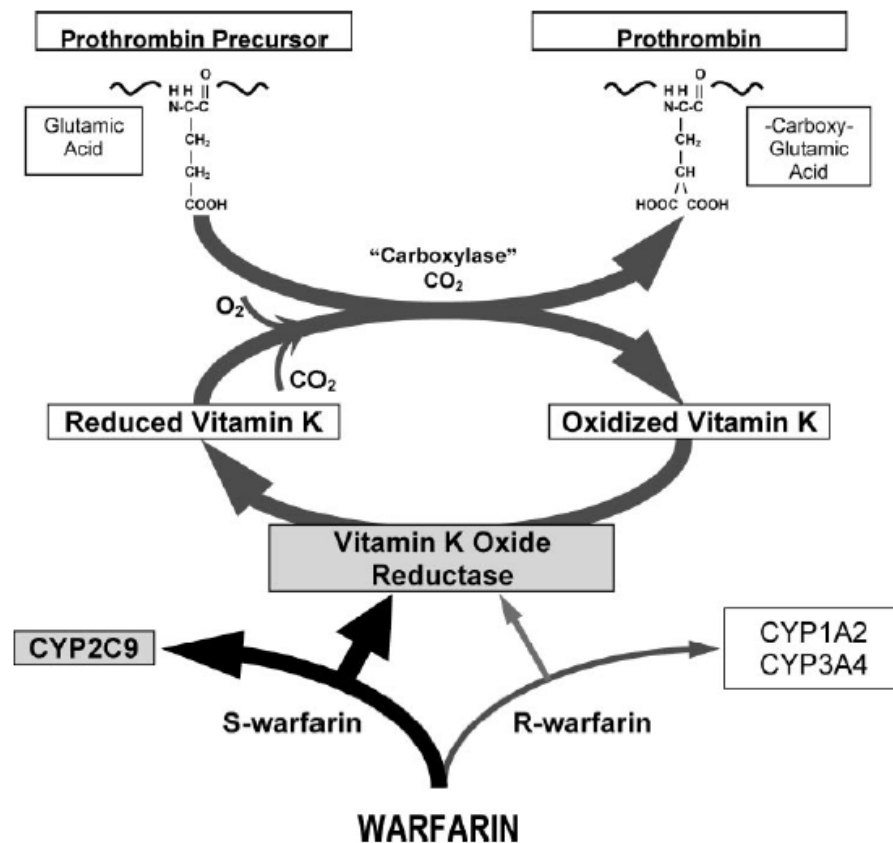 Prothrombin Precursor
Prothrombin
Glutamic
Acid
H H O
N-C-C
CH₂
CH₂
COOH
H H O
N-C-C
CH₂
CH
HOOC COOH
-Carboxy-
Glutamic
Acid
“Carboxylase”
CO₂
O₂
CO₂
Reduced Vitamin K
Oxidized Vitamin K
Vitamin K Oxide
Reductase
CYP2C9
CYP1A2
CYP3A4
S-warfarin
R-warfarin
WARFARIN